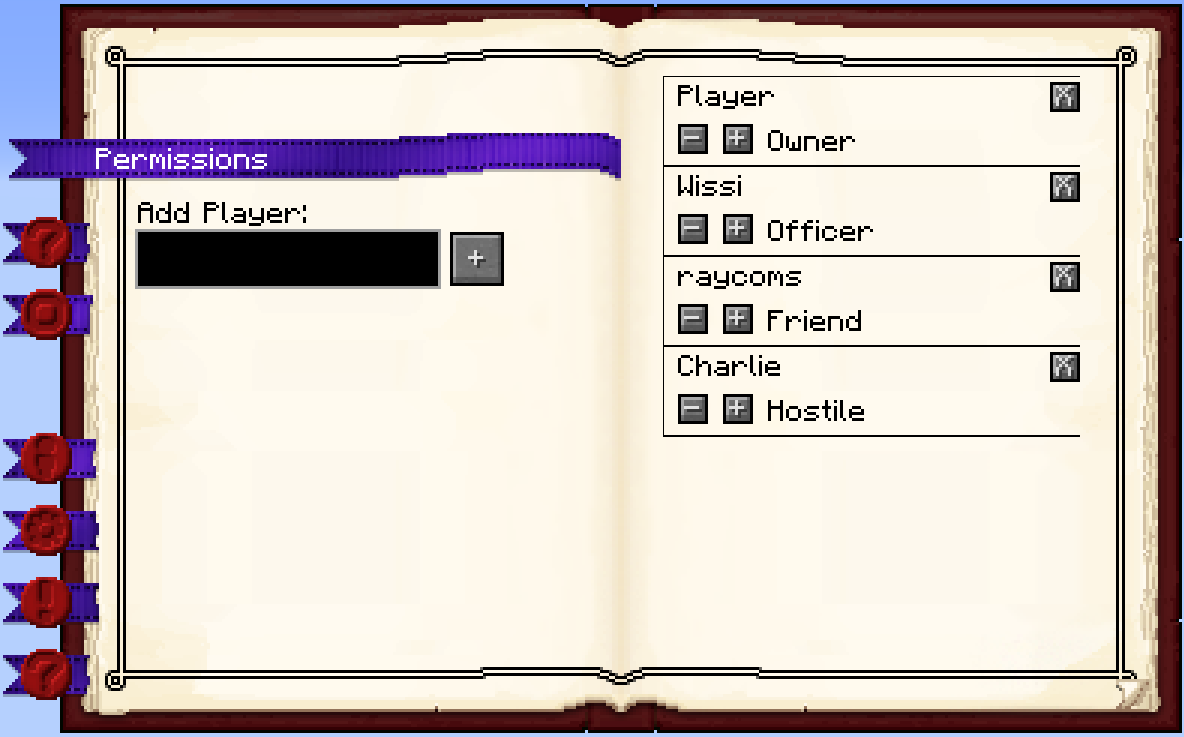 Permissions
Add Player:
+
Player
X
- + Owner
Wissi
X
- + Officer
raycoms
X
- + Friend
Charlie
X
- + Hostile